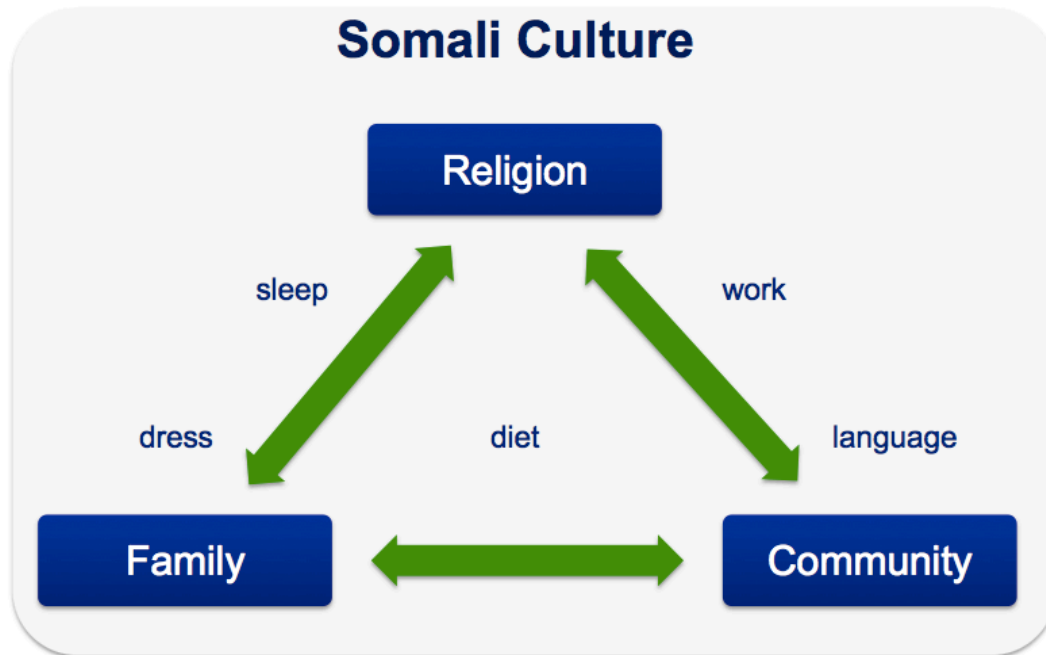 Somali Culture
Religion
sleep
work
dress
diet
language
Family
Community